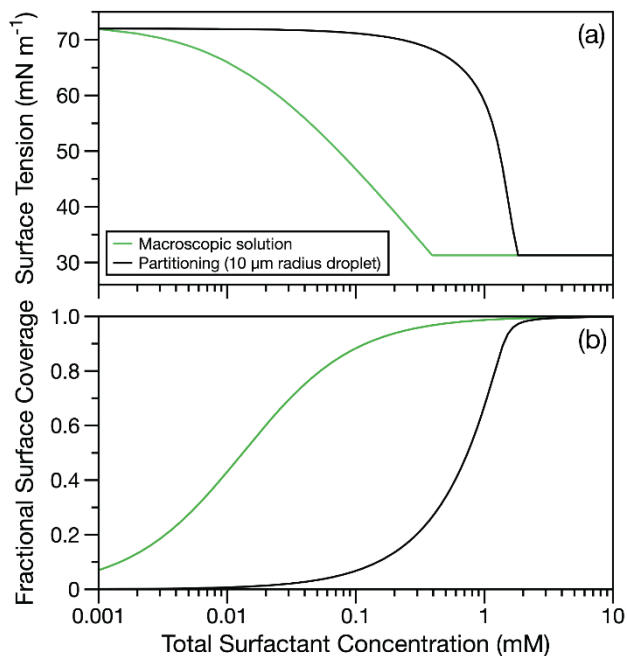 (a)
Surface Tension (mN m⁻¹)
70
60
50
40
30
Macroscopic solution
Partitioning (10 µm radius droplet)
(b)
Fractional Surface Coverage
1.0
0.8
0.6
0.4
0.2
0
0.001
0.01
0.1
1
10
Total Surfactant Concentration (mM)